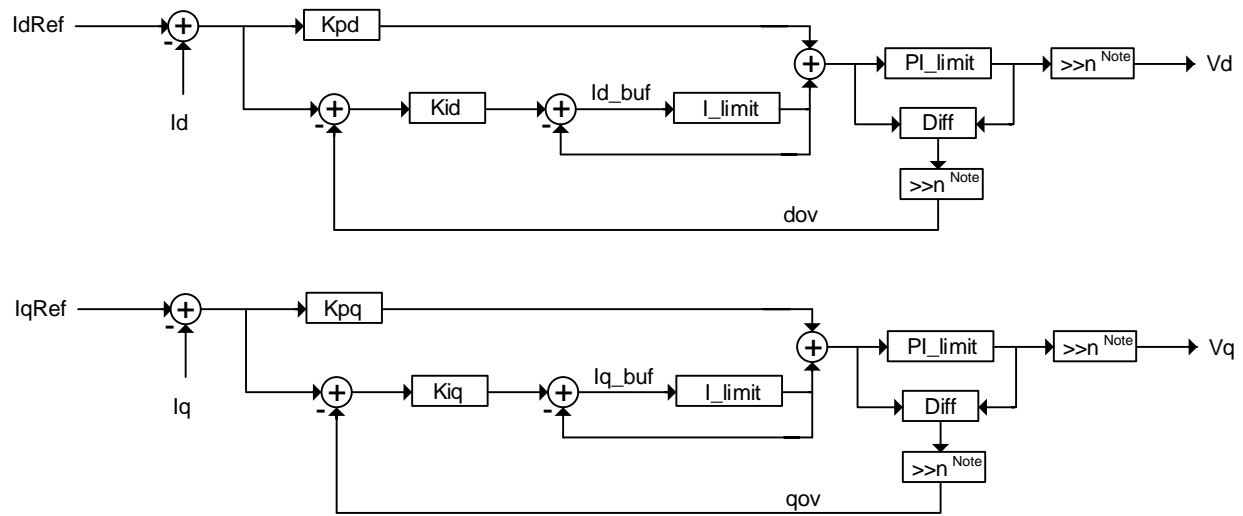 IdRef
+
-
Id
Kpd
+
-
Kid
+
-
Id_buf
I_limit
+
PI_limit
>>n Note
Vd
Diff
>>n Note
dov
IqRef
+
-
Iq
Kpq
+
-
Kiq
+
-
Iq_buf
I_limit
+
PI_limit
>>n Note
Vq
Diff
>>n Note
qov